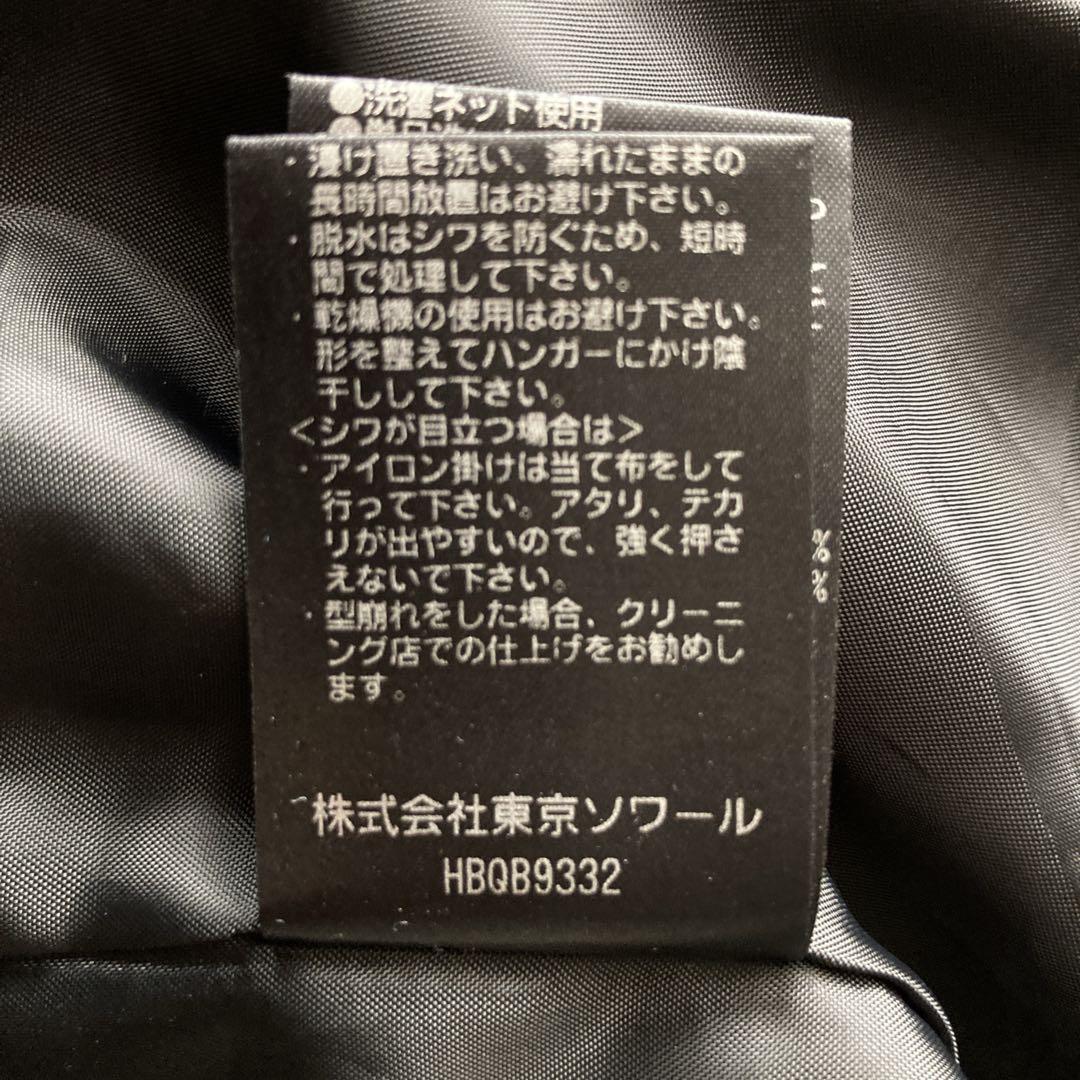 ●洗濯ネット使用
・浸け置き洗い、濡れたままの
長時間放置はお避け下さい。
・脱水はシワを防ぐため、短時
間で処理して下さい。
・乾燥機の使用はお避け下さい。
形を整えてハンガーにかけ陰
干しして下さい。
<シワが目立つ場合は>
・アイロン掛けは当て布をして
行って下さい。アタリ、テカ
リが出やすいので、強く押さ
えないで下さい。
・型崩れをした場合、クリーニ
ング店での仕上げをお勧めし
ます。
株式会社東京ソワール
HBQB9332
%
%